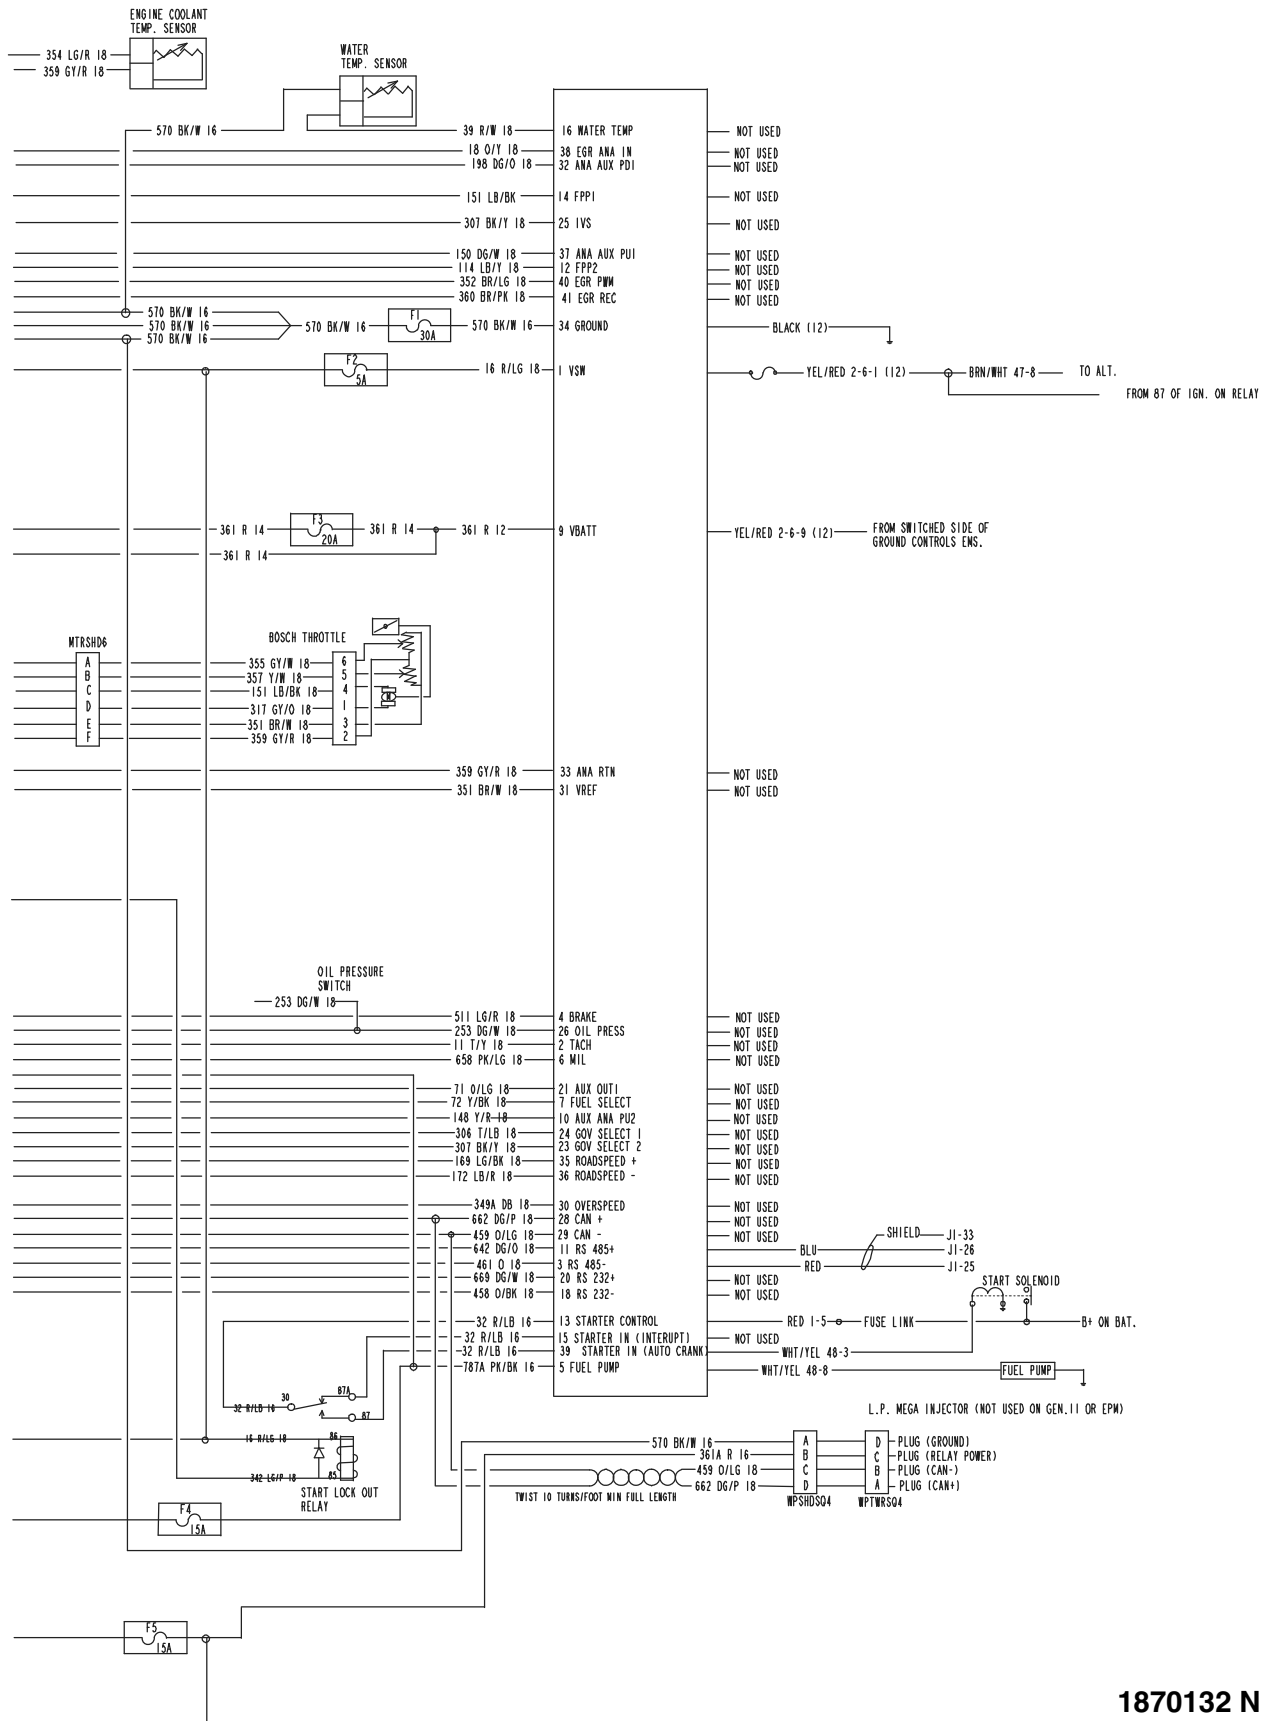 ENGINE COOLANT
TEMP. SENSOR
354 LG/R 18
359 GY/R 18
WATER
TEMP. SENSOR
570 BK/W 16
39 R/W 18
16 WATER TEMP
NOT USED
18 O/Y 18
38 EGR ANA IN
NOT USED
198 DG/O 18
32 ANA AUX PD1
NOT USED
151 LB/BK
14 FPP1
NOT USED
307 BK/Y 18
25 IVS
NOT USED
150 DG/W 18
37 ANA AUX PU1
NOT USED
114 LB/Y 18
12 FPP2
NOT USED
352 BR/LG 18
40 EGR PWM
NOT USED
360 BR/PK 18
41 EGR REC
NOT USED
570 BK/W 16
570 BK/W 16
570 BK/W 16
570 BK/W 16
F1
30A
570 BK/W 16
34 GROUND
BLACK (12)
F2
5A
16 R/LG 18
1 VSW
YEL/RED 2-6-1 (12)
BRN/WHT 47-8
TO ALT.
FROM 87 OF IGN. ON RELAY
361 R 14
F3
20A
361 R 14
361 R 12
9 VBATT
YEL/RED 2-6-9 (12)
FROM SWITCHED SIDE OF
GROUND CONTROLS EMS.
361 R 14
MTRSHD6
BOSCH THROTTLE
A
355 GY/W 18
6
B
357 Y/W 18
5
C
151 LB/BK 18
4
M
D
317 GY/O 18
1
E
351 BR/W 18
3
F
359 GY/R 18
2
359 GY/R 18
33 ANA RTN
NOT USED
351 BR/W 18
31 VREF
NOT USED
OIL PRESSURE
SWITCH
253 DG/W 18
511 LG/R 18
4 BRAKE
NOT USED
253 DG/W 18
26 OIL PRESS
NOT USED
11 T/Y 18
2 TACH
NOT USED
658 PK/LG 18
6 MIL
NOT USED
71 O/LG 18
21 AUX OUT1
NOT USED
72 Y/BK 18
7 FUEL SELECT
NOT USED
148 Y/R 18
10 AUX ANA PU2
NOT USED
306 T/LB 18
24 GOV SELECT 1
NOT USED
307 BK/Y 18
23 GOV SELECT 2
NOT USED
169 LG/BK 18
35 ROADSPEED +
NOT USED
172 LB/R 18
36 ROADSPEED -
NOT USED
349A DB 18
30 OVERSPEED
NOT USED
662 DG/P 18
28 CAN +
NOT USED
459 O/LG 18
29 CAN -
NOT USED
SHIELD
J1-33
642 DG/O 18
11 RS 485+
BLU
J1-26
461 O 18
3 RS 485-
RED
J1-25
669 DG/W 18
20 RS 232+
NOT USED
START SOLENOID
458 O/BK 18
18 RS 232-
NOT USED
32 R/LB 16
13 STARTER CONTROL
RED 1-5
FUSE LINK
B+ ON BAT.
32 R/LB 16
15 STARTER IN (INTERUPT)
NOT USED
32 R/LB 16
39 STARTER IN (AUTO CRANK)
WHT/YEL 48-3
787A PK/BK 16
5 FUEL PUMP
WHT/YEL 48-8
FUEL PUMP
32 R/LB 16
30
87A
87
L.P. MEGA INJECTOR (NOT USED ON GEN.II OR EPM)
16 R/LG 18
86
342 LG/P 18
85
START LOCK OUT
RELAY
570 BK/W 16
A
D
PLUG (GROUND)
361A R 16
B
C
PLUG (RELAY POWER)
459 O/LG 18
C
B
PLUG (CAN-)
662 DG/P 18
D
A
PLUG (CAN+)
TWIST 10 TURNS/FOOT MIN FULL LENGTH
WPSHDSQ4
WPTWRSQ4
F4
15A
F5
15A
1870132 N